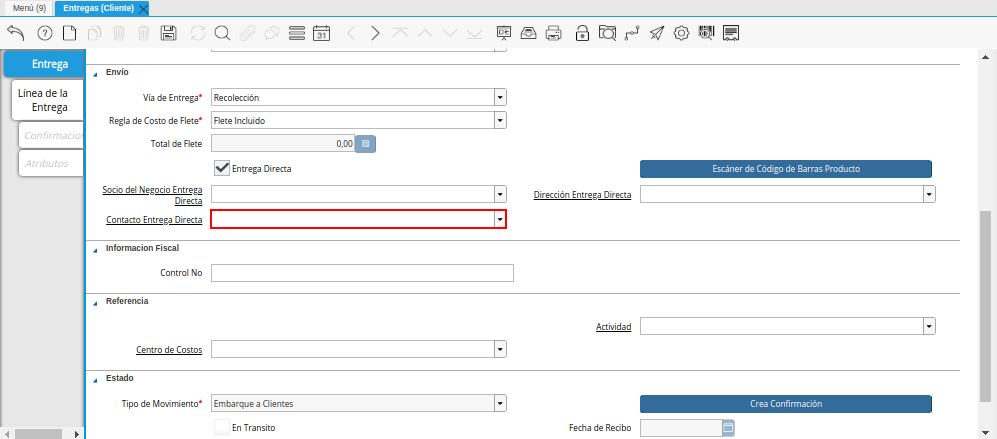 Menú (9)
Entregas (Cliente)
31
Entrega
Línea de la
Entrega
Confirmacion
Atributos
Envío
Vía de Entrega* Recolección
Regla de Costo de Flete* Flete Incluido
Total de Flete 0,00
Entrega Directa
Escáner de Código de Barras Producto
Socio del Negocio Entrega
Directa
Dirección Entrega Directa
Contacto Entrega Directa
Informacion Fiscal
Control No
Referencia
Actividad
Centro de Costos
Estado
Tipo de Movimiento* Embarque a Clientes
Crea Confirmación
En Transito
Fecha de Recibo